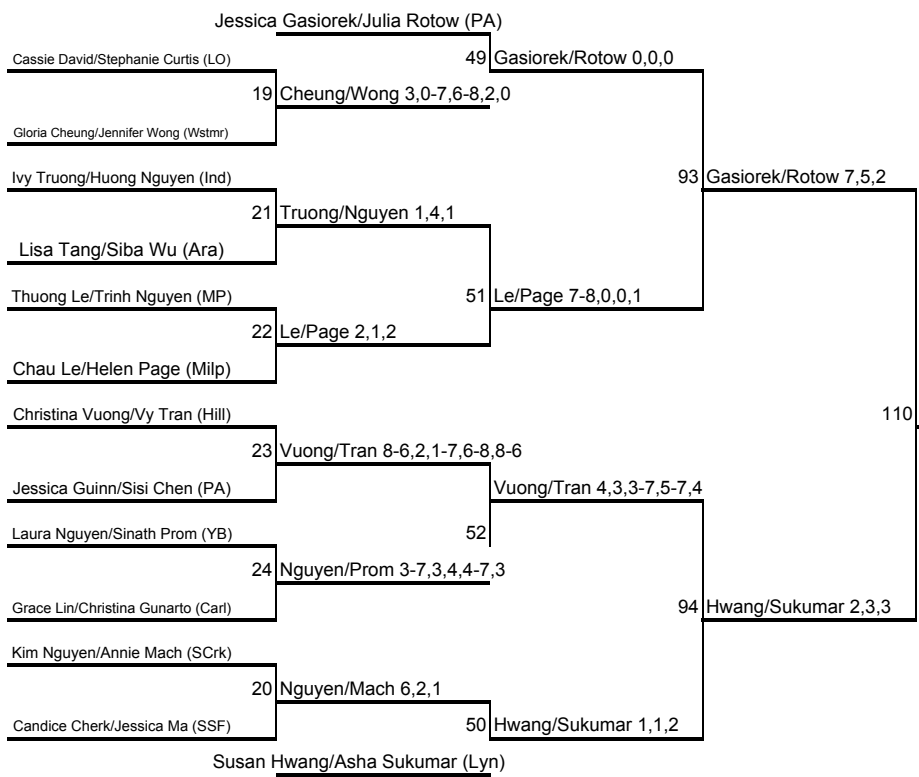 Jessica Gasiorek/Julia Rotow (PA)
49 Gasiorek/Rotow 0,0,0
Cassie David/Stephanie Curtis (LO)
19 Cheung/Wong 3,0-7,6-8,2,0
Gloria Cheung/Jennifer Wong (Wstmr)
Ivy Truong/Huong Nguyen (Ind)
93 Gasiorek/Rotow 7,5,2
21 Truong/Nguyen 1,4,1
Lisa Tang/Siba Wu (Ara)
Thuong Le/Trinh Nguyen (MP)
51 Le/Page 7-8,0,0,1
22 Le/Page 2,1,2
Chau Le/Helen Page (Milp)
Christina Vuong/Vy Tran (Hill)
110
23 Vuong/Tran 8-6,2,1-7,6-8,8-6
Jessica Guinn/Sisi Chen (PA)
Vuong/Tran 4,3,3-7,5-7,4
Laura Nguyen/Sinath Prom (YB)
52
24 Nguyen/Prom 3-7,3,4,4-7,3
Grace Lin/Christina Gunarto (Carl)
94 Hwang/Sukumar 2,3,3
Kim Nguyen/Annie Mach (SCrk)
20 Nguyen/Mach 6,2,1
Candice Cherk/Jessica Ma (SSF)
50 Hwang/Sukumar 1,1,2
Susan Hwang/Asha Sukumar (Lyn)